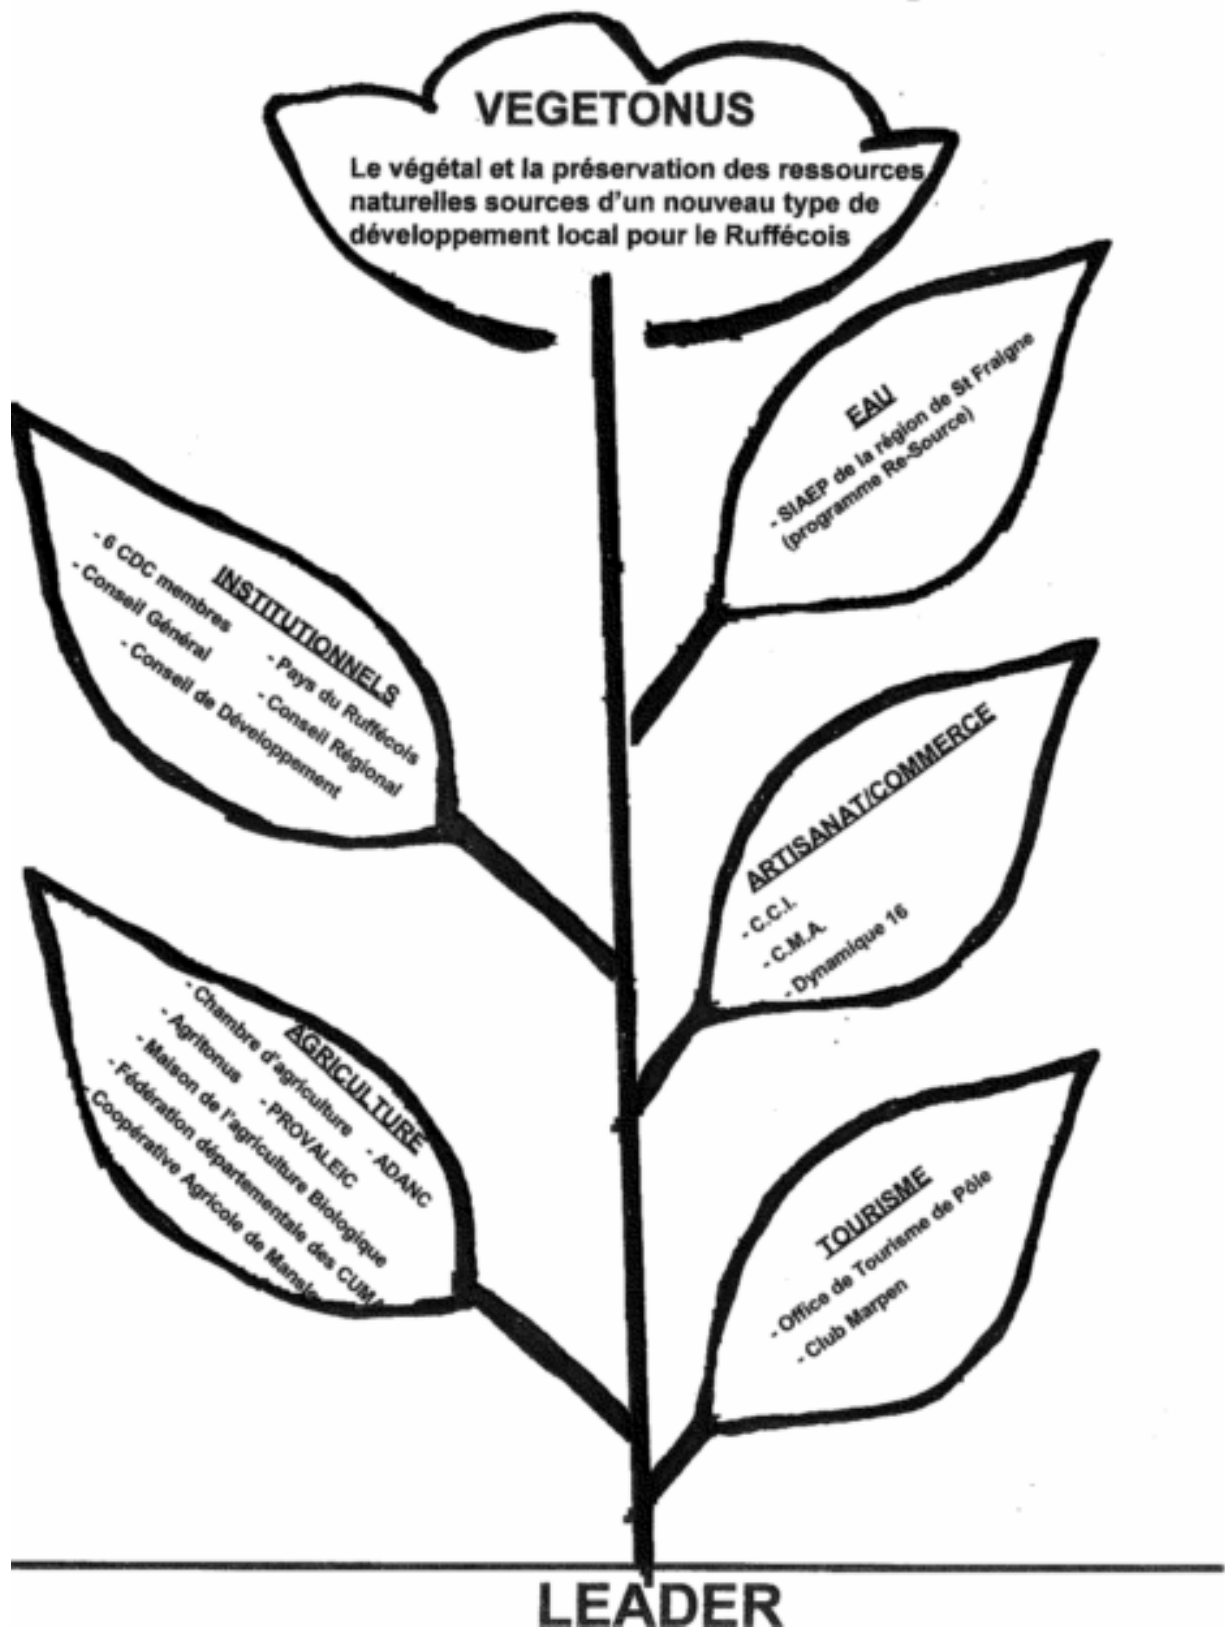 VEGETONUS
Le végétal et la préservation des ressources
naturelles sources d'un nouveau type de
développement local pour le Ruffécois
EAU
- SIAEP de la région de St Fraigne
(programme Re-Source)
INSTITUTIONNELS
- 6 CDC membres
- Pays du Ruffécois
- Conseil Général
- Conseil Régional
- Conseil de Développement
ARTISANAT/COMMERCE
- C.C.I.
- C.M.A.
- Dynamique 16
AGRICULTURE
- Chambre d'agriculture
- ADANC
- Agritonus
- PROVALEIC
- Maison de l'agriculture Biologique
- Fédération départementale des CUMA
- Coopérative Agricole de Mansle
TOURISME
- Office de Tourisme de Pôle
- Club Marpen
LEADER